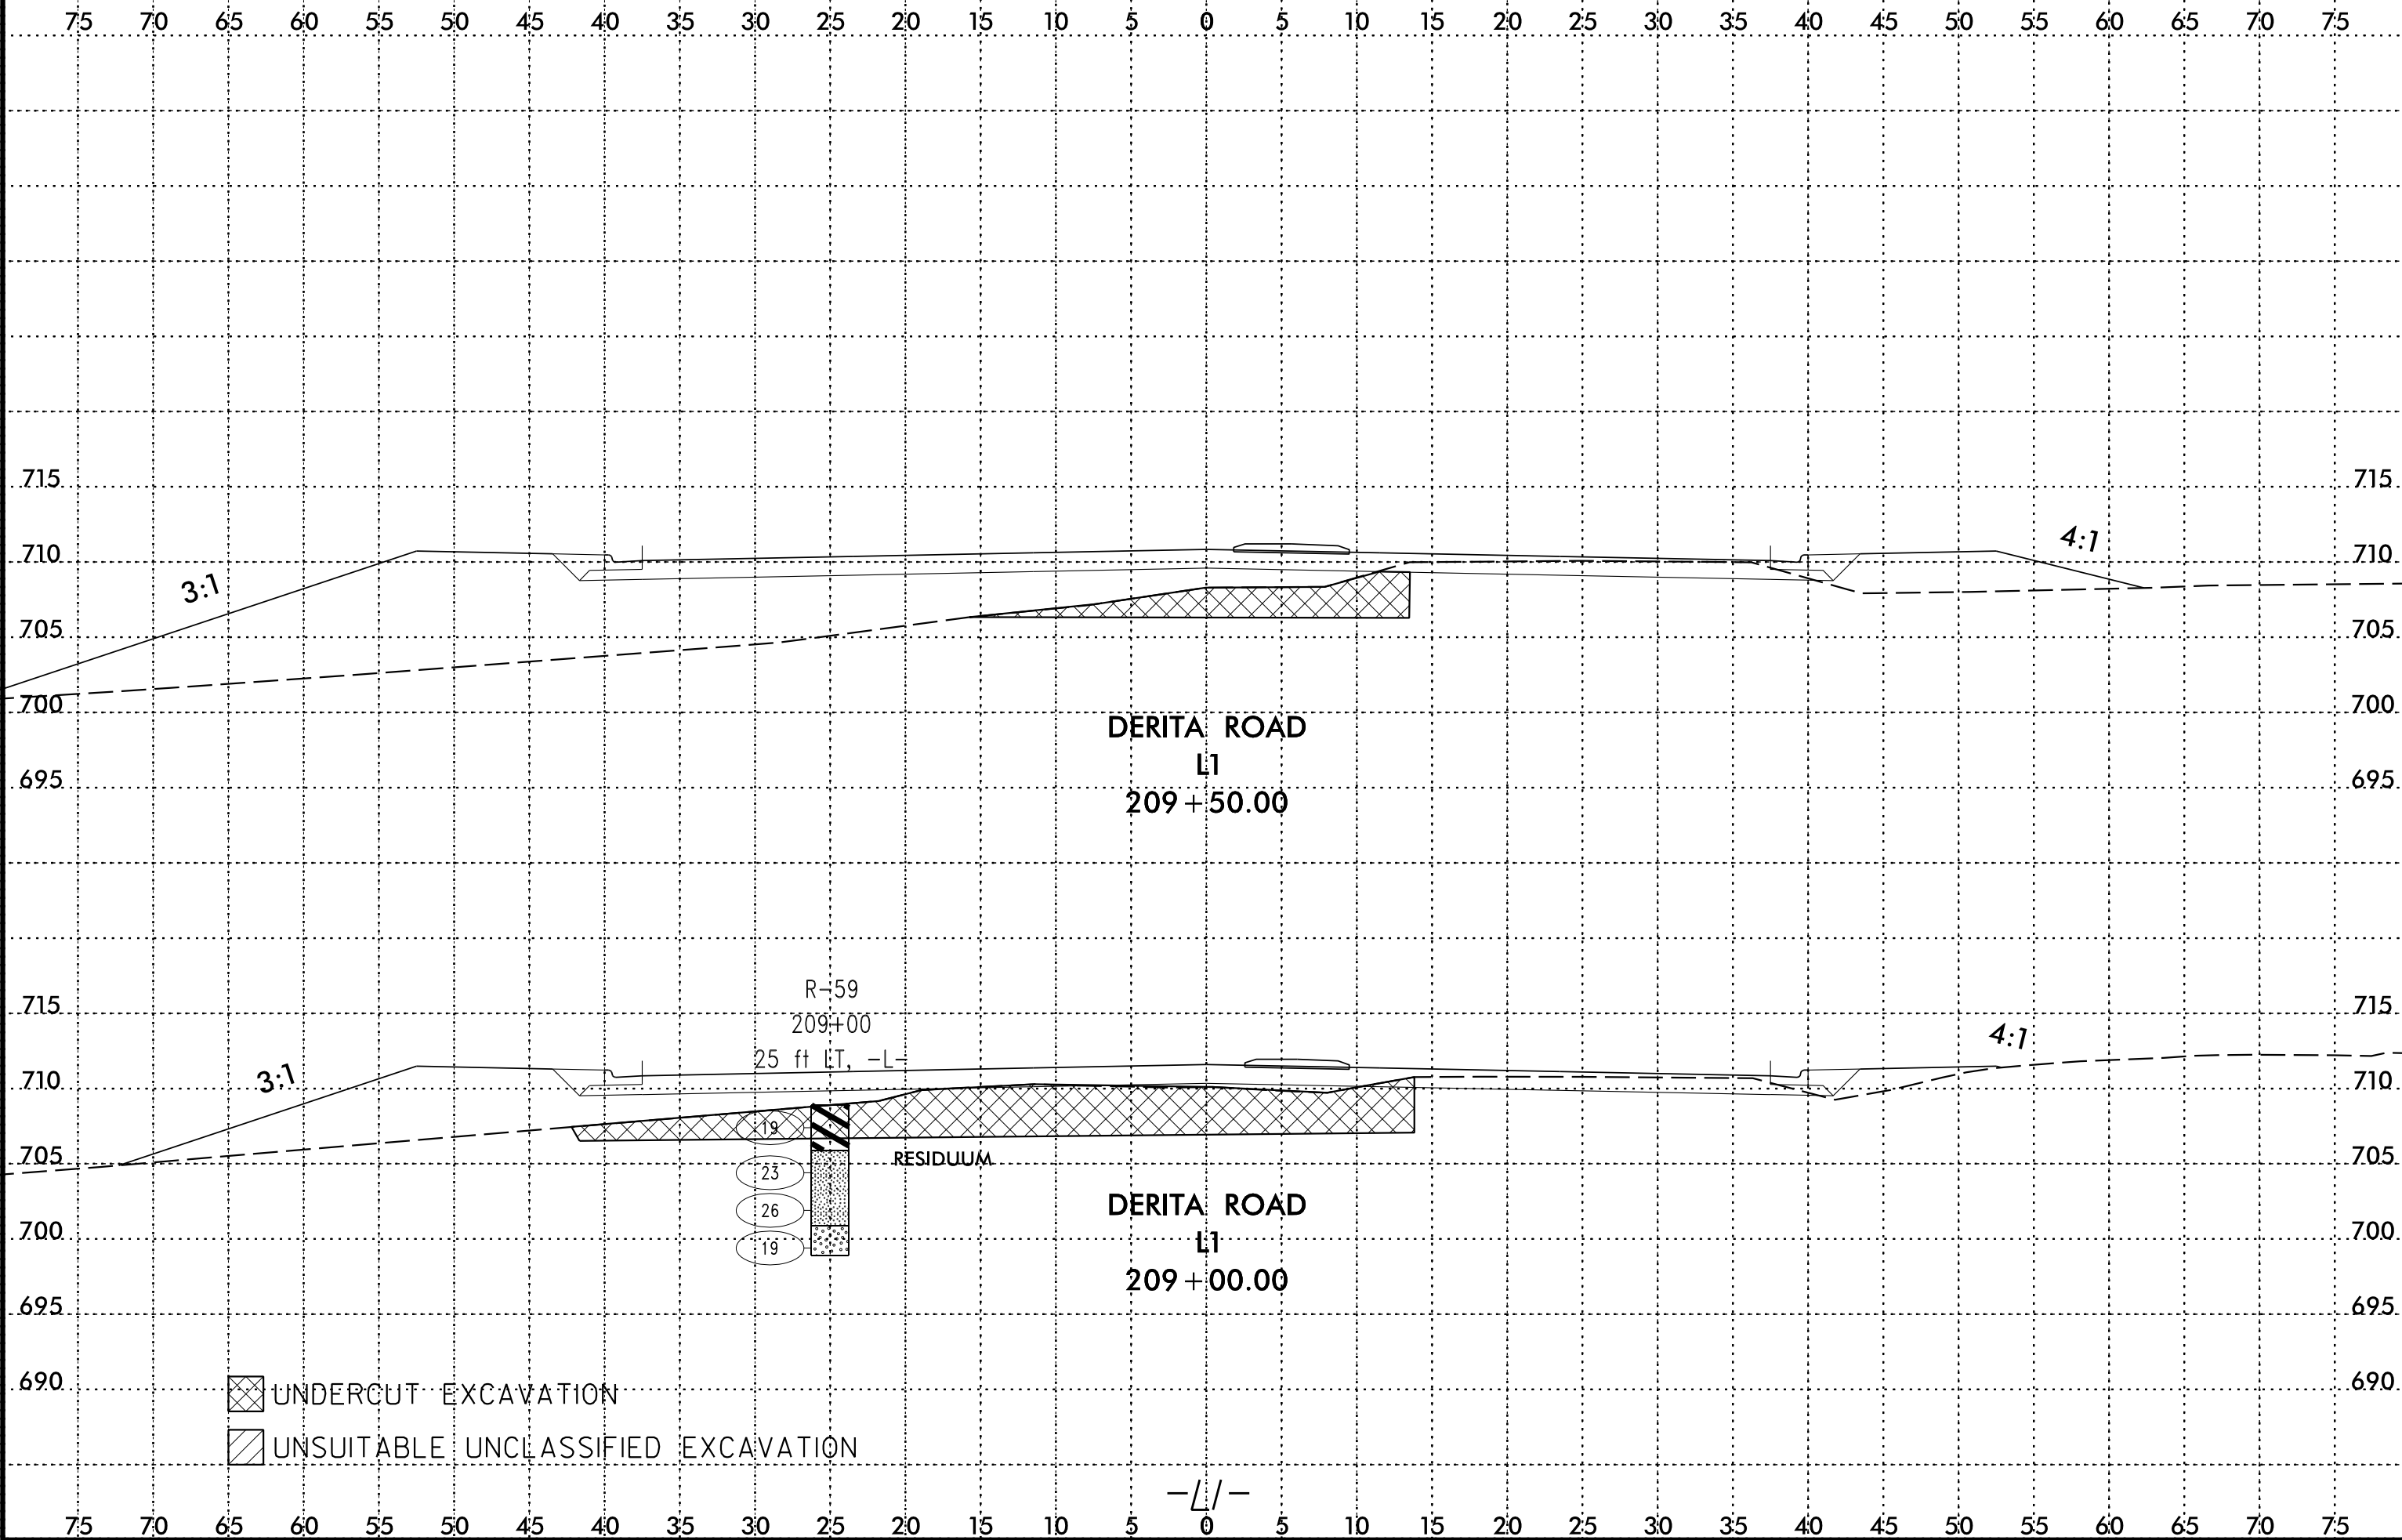 75 70 65 60 55 50 45 40 35 30 25 20 15 10 5 0 5 10 15 20 25 30 35 40 45 50 55 60 65 70 75
715 715
4:1
710 710
3:1
705 705
700 700
DERITA ROAD
L1
695 695
209+50.00
R-59
715 715
209+00
4:1
25 ft LT, -L-
3:1
710 710
19
705 RESIDUUM 705
23
DERITA ROAD
26
700 700
L1
19
209+00.00
695 695
690 690
UNDERCUT EXCAVATION
UNSUITABLE UNCLASSIFIED EXCAVATION
-L1-
75 70 65 60 55 50 45 40 35 30 25 20 15 10 5 0 5 10 15 20 25 30 35 40 45 50 55 60 65 70 75